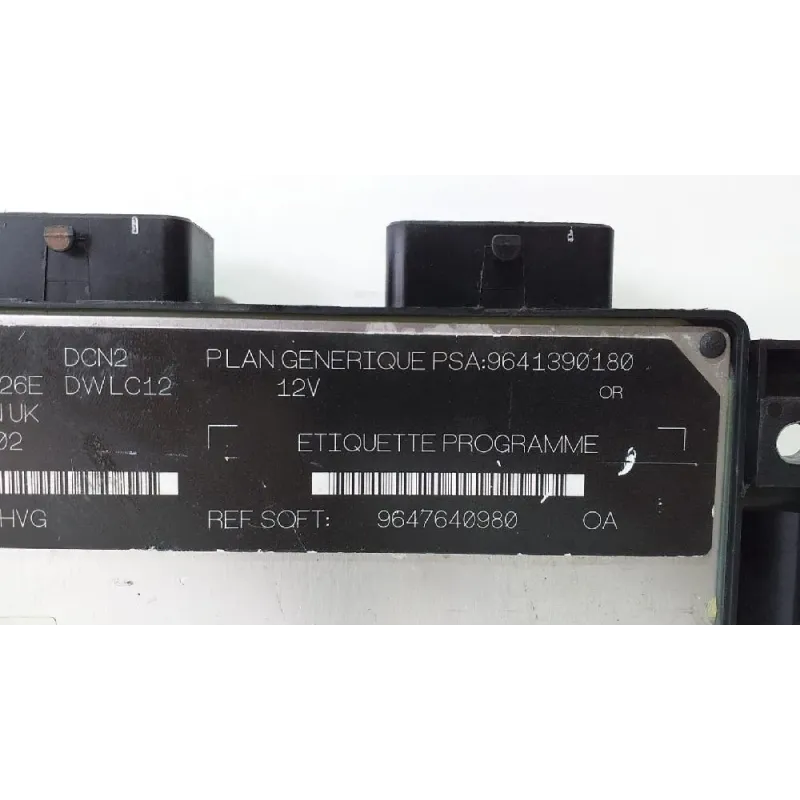 DCN2 PLAN GENERIQUE PSA:9641390180
26E DWLC12 12V OR
UK
02 ETIQUETTE PROGRAMME
HVG REF SOFT: 9647640980 OA